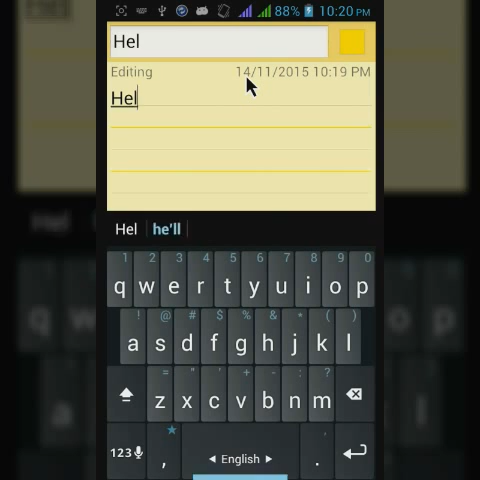 88% 10:20 PM
Hel
Editing 14/11/2015 10:19 PM
Hel
Hel he'll
1 2 3 4 5 6 7 8 9 0
q w e r t y u i o p
! @ # $ % & * ( )
a s d f g h j k l
= " ' + - : ?
z x c v b n m
123 , ◄ English ► .